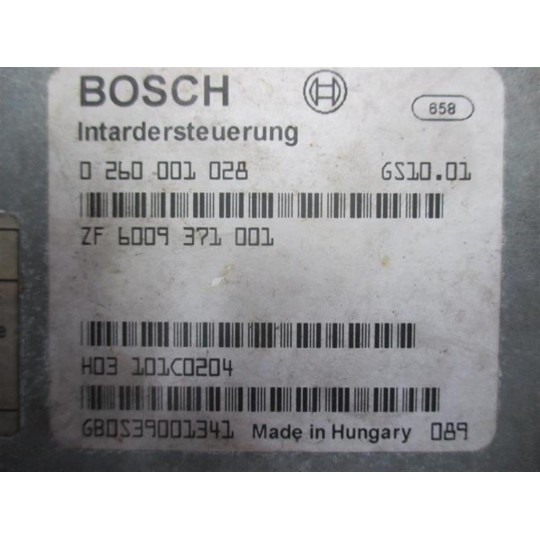 BOSCH
858
Intardersteuerung
0 260 001 028 GS10.01
ZF 6009 371 001
H03 101C0204
GB0S39001341 Made in Hungary 089
e